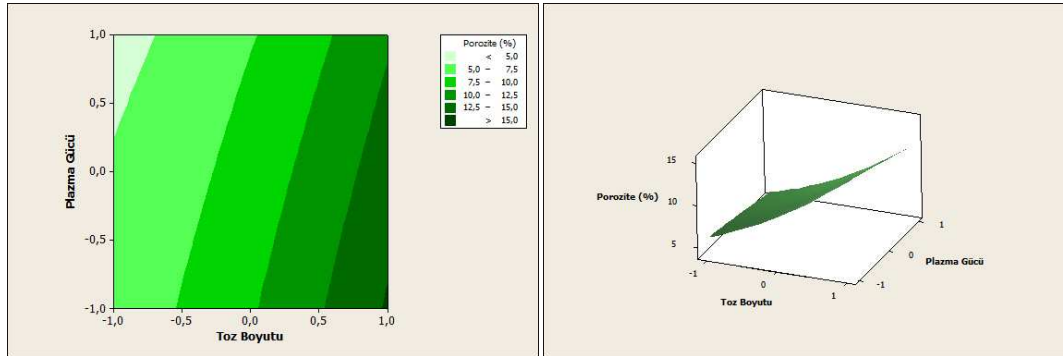 1,0
0,5
0,0
-0,5
-1,0
Plazma Gücü
-1,0 -0,5 0,0 0,5 1,0
Toz Boyutu
Porozite (%)
< 5,0
5,0 – 7,5
7,5 – 10,0
10,0 – 12,5
12,5 – 15,0
> 15,0
15
Porozite (%) 10
5
-1 0 1
Toz Boyutu
1
0
-1
Plazma Gücü